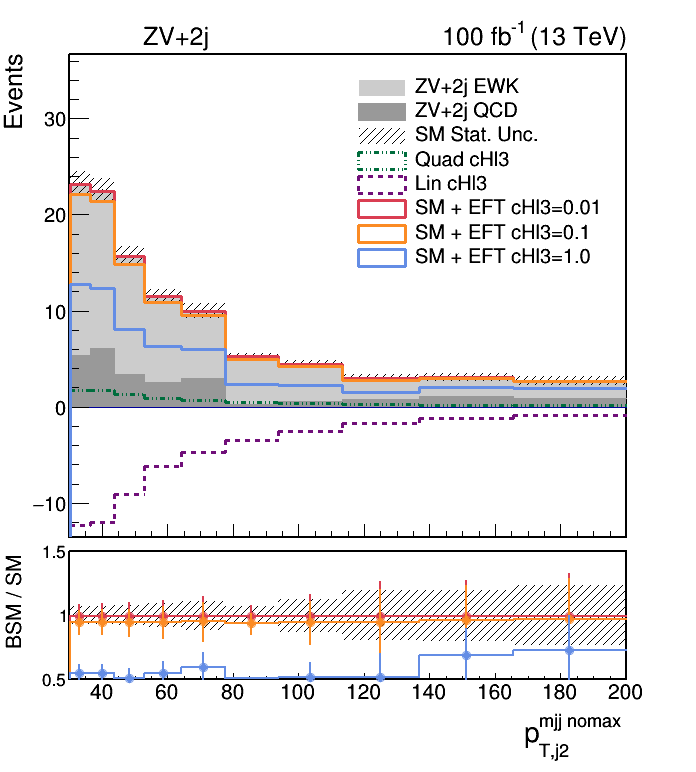 ZV+2j 100 fb⁻¹ (13 TeV)
Events
30
20
10
0
−10
ZV+2j EWK
ZV+2j QCD
SM Stat. Unc.
Quad cHl3
Lin cHl3
SM + EFT cHl3=0.01
SM + EFT cHl3=0.1
SM + EFT cHl3=1.0
BSM / SM
1.5
1
0.5
40 60 80 100 120 140 160 180 200
p_{T,j2}^{mjj nomax}